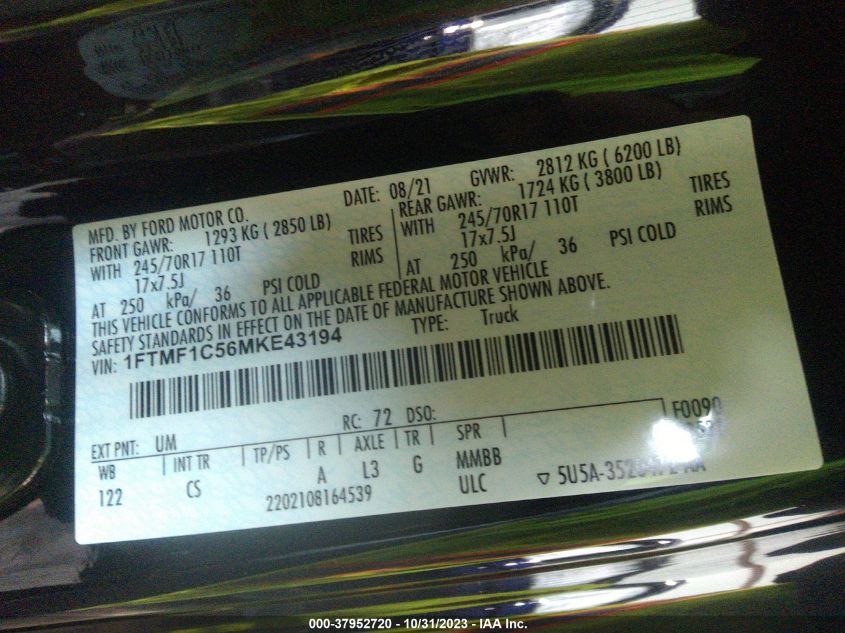 MFD. BY FORD MOTOR CO. DATE: 08/21 GVWR: 2812 KG ( 6200 LB)
FRONT GAWR: 1293 KG ( 2850 LB) REAR GAWR: 1724 KG ( 3800 LB)
WITH 245/70R17 110T TIRES WITH 245/70R17 110T TIRES
17x7.5J RIMS 17x7.5J RIMS
AT 250 kPa/ 36 PSI COLD AT 250 kPa/ 36 PSI COLD
THIS VEHICLE CONFORMS TO ALL APPLICABLE FEDERAL MOTOR VEHICLE
SAFETY STANDARDS IN EFFECT ON THE DATE OF MANUFACTURE SHOWN ABOVE.
VIN: 1FTMF1C56MKE43194 TYPE: Truck
EXT PNT: UM RC: 72 DSO: F0090
WB INT TR TP/PS R AXLE TR SPR
122 CS A L3 G MMBB
2202108164539 ULC
000-37952720 - 10/31/2023 - IAA Inc.